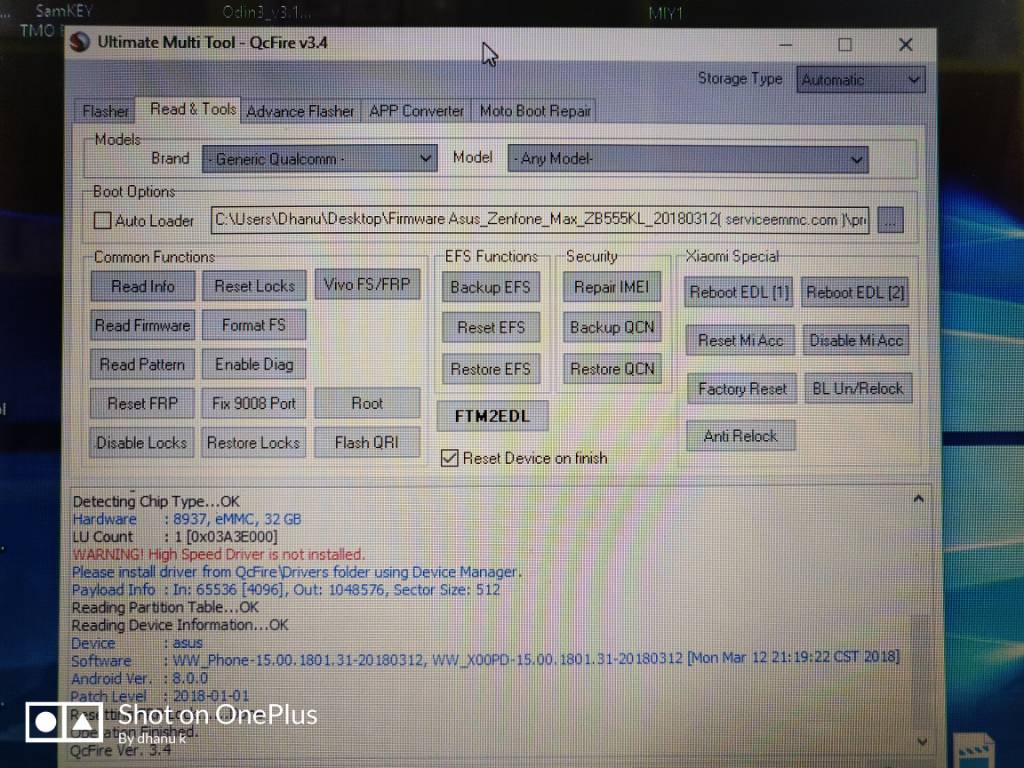 SamKEY
Odin3_v3.1...
MIY1
TMO
Ultimate Multi Tool - QcFire v3.4
Storage Type Automatic
Flasher Read & Tools Advance Flasher APP Converter Moto Boot Repair
Models
Brand - Generic Qualcomm - Model - Any Model-
Boot Options
Auto Loader C:\Users\Dhanu\Desktop\Firmware Asus_Zenfone_Max_ZB555KL_20180312( serviceemmc.com )\pr ...
Common Functions EFS Functions Security Xiaomi Special
Read Info Reset Locks Vivo FS/FRP Backup EFS Repair IMEI Reboot EDL [1] Reboot EDL [2]
Read Firmware Format FS Reset EFS Backup QCN Reset Mi Acc Disable Mi Acc
Read Pattern Enable Diag Restore EFS Restore QCN Factory Reset BL Un/Relock
Reset FRP Fix 9008 Port Root FTM2EDL Anti Relock
Disable Locks Restore Locks Flash QRI Reset Device on finish
Detecting Chip Type...OK
Hardware : 8937, eMMC, 32 GB
LU Count : 1 [0x03A3E000]
WARNING! High Speed Driver is not installed.
Please install driver from QcFire\Drivers folder using Device Manager.
Payload Info : In: 65536 [4096], Out: 1048576, Sector Size: 512
Reading Partition Table...OK
Reading Device Information...OK
Device : asus
Software : WW_Phone-15.00.1801.31-20180312, WW_X00PD-15.00.1801.31-20180312 [Mon Mar 12 21:19:22 CST 2018]
Android Ver. : 8.0.0
Patch Level : 2018-01-01
Operation Finished.
QcFire Ver. 3.4
Shot on OnePlus
By dhanu k